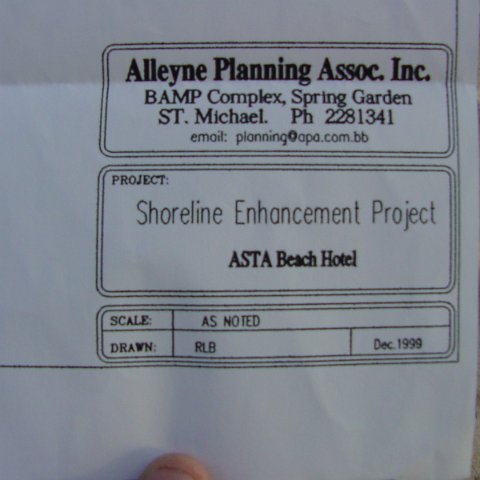 Alleyne Planning Assoc. Inc.
BAMP Complex, Spring Garden
ST. Michael. Ph 2281341
email: planning@apa.com.bb
PROJECT:
Shoreline Enhancement Project
ASTA Beach Hotel
SCALE: AS NOTED
DRAWN: RLB Dec.1999